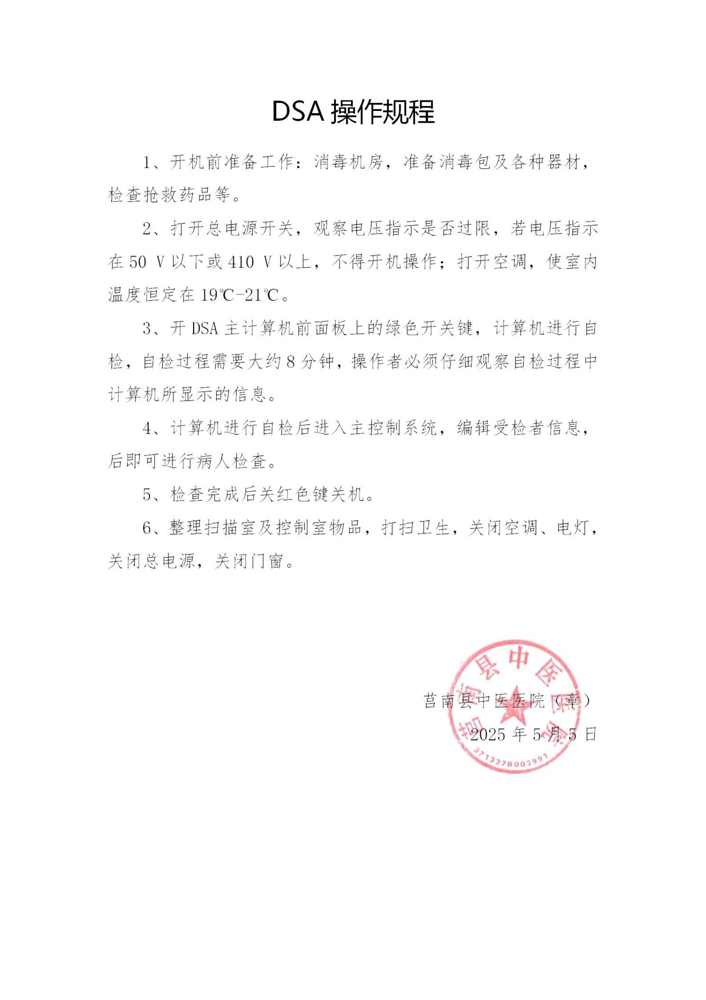 DSA 操作规程
1、开机前准备工作：消毒机房，准备消毒包及各种器材，
检查抢救药品等。
2、打开总电源开关，观察电压指示是否过限，若电压指示
在 50 V 以下或 410 V 以上，不得开机操作；打开空调，使室内
温度恒定在 19℃-21℃。
3、开 DSA 主计算机前面板上的绿色开关键，计算机进行自
检，自检过程需要大约 8 分钟，操作者必须仔细观察自检过程中
计算机所显示的信息。
4、计算机进行自检后进入主控制系统，编辑受检者信息，
后即可进行病人检查。
5、检查完成后关红色键关机。
6、整理扫描室及控制室物品，打扫卫生，关闭空调、电灯，
关闭总电源，关闭门窗。
莒南县中医医院
莒南县中医医院（章）
2025 年 5 月 5 日
3713270003991